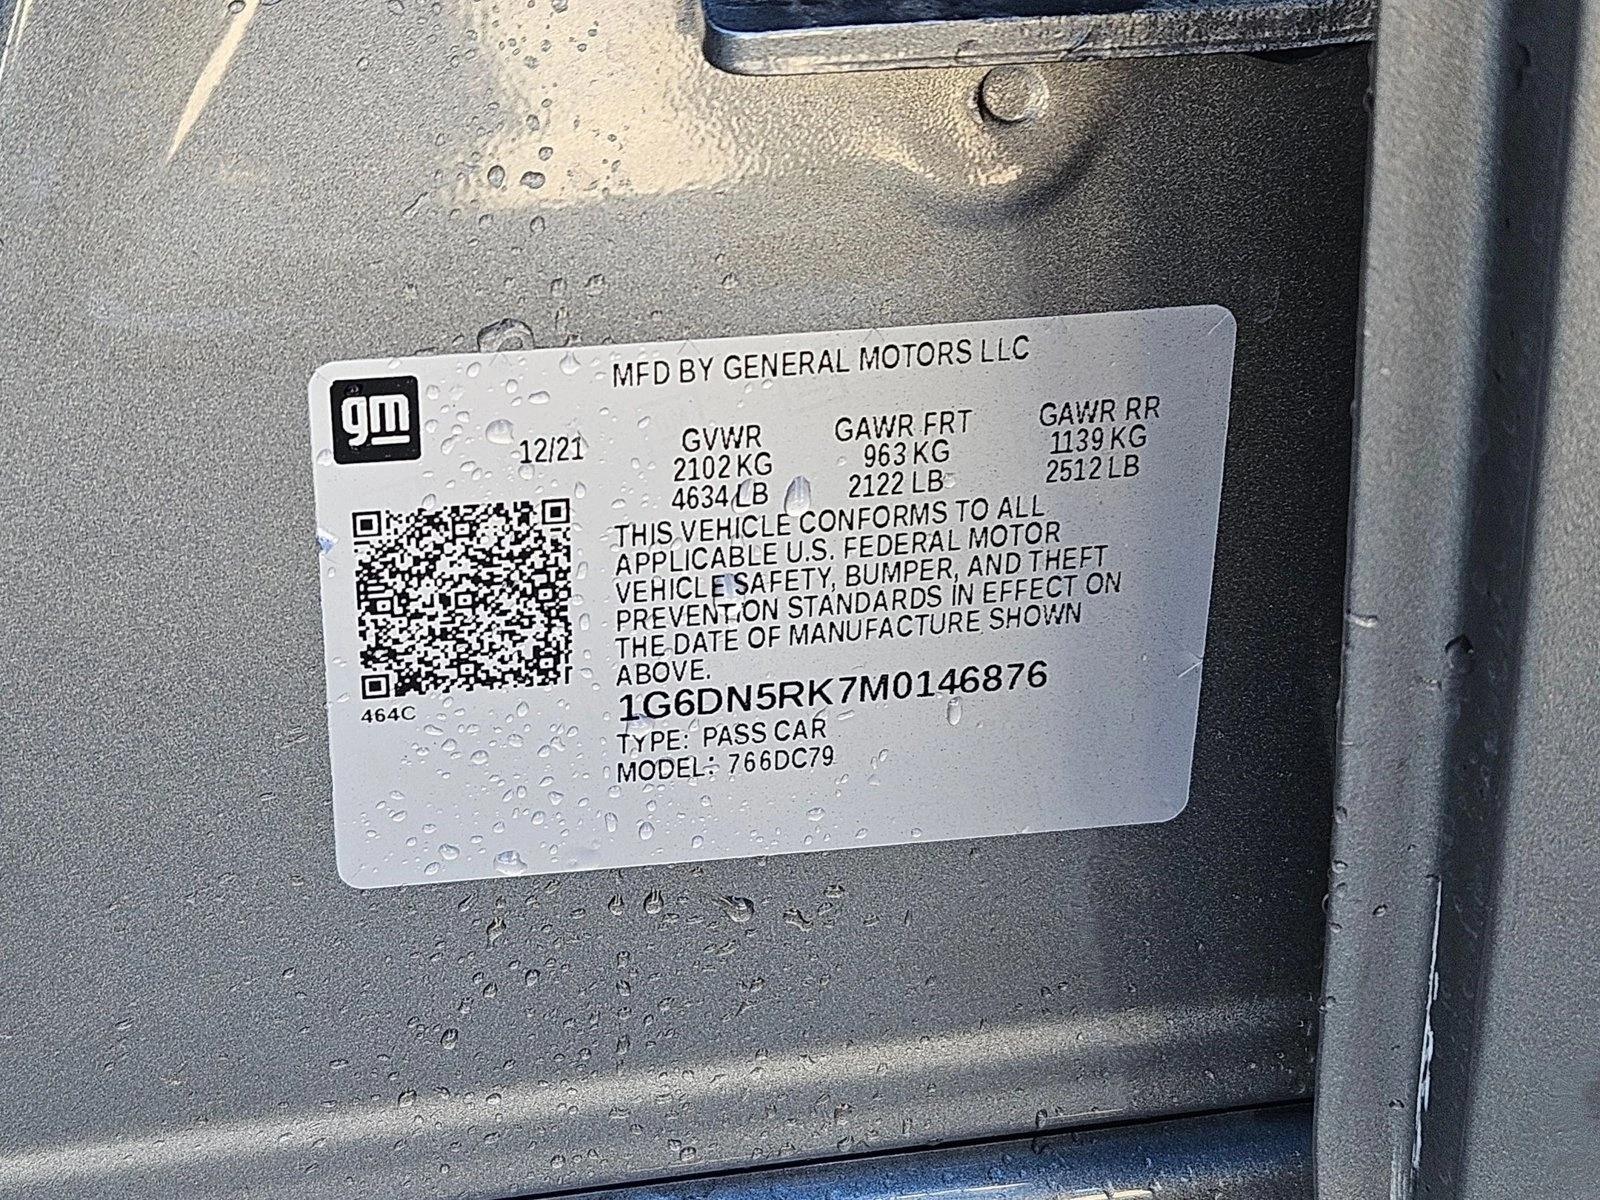 MFD BY GENERAL MOTORS LLC
gm
12/21
GVWR GAWR FRT GAWR RR
2102 KG 963 KG 1139 KG
4634 LB 2122 LB 2512 LB
THIS VEHICLE CONFORMS TO ALL
APPLICABLE U.S. FEDERAL MOTOR
VEHICLE SAFETY, BUMPER, AND THEFT
PREVENTION STANDARDS IN EFFECT ON
THE DATE OF MANUFACTURE SHOWN
ABOVE.
1G6DN5RK7M0146876
464C
TYPE: PASS CAR
MODEL: 766DC79